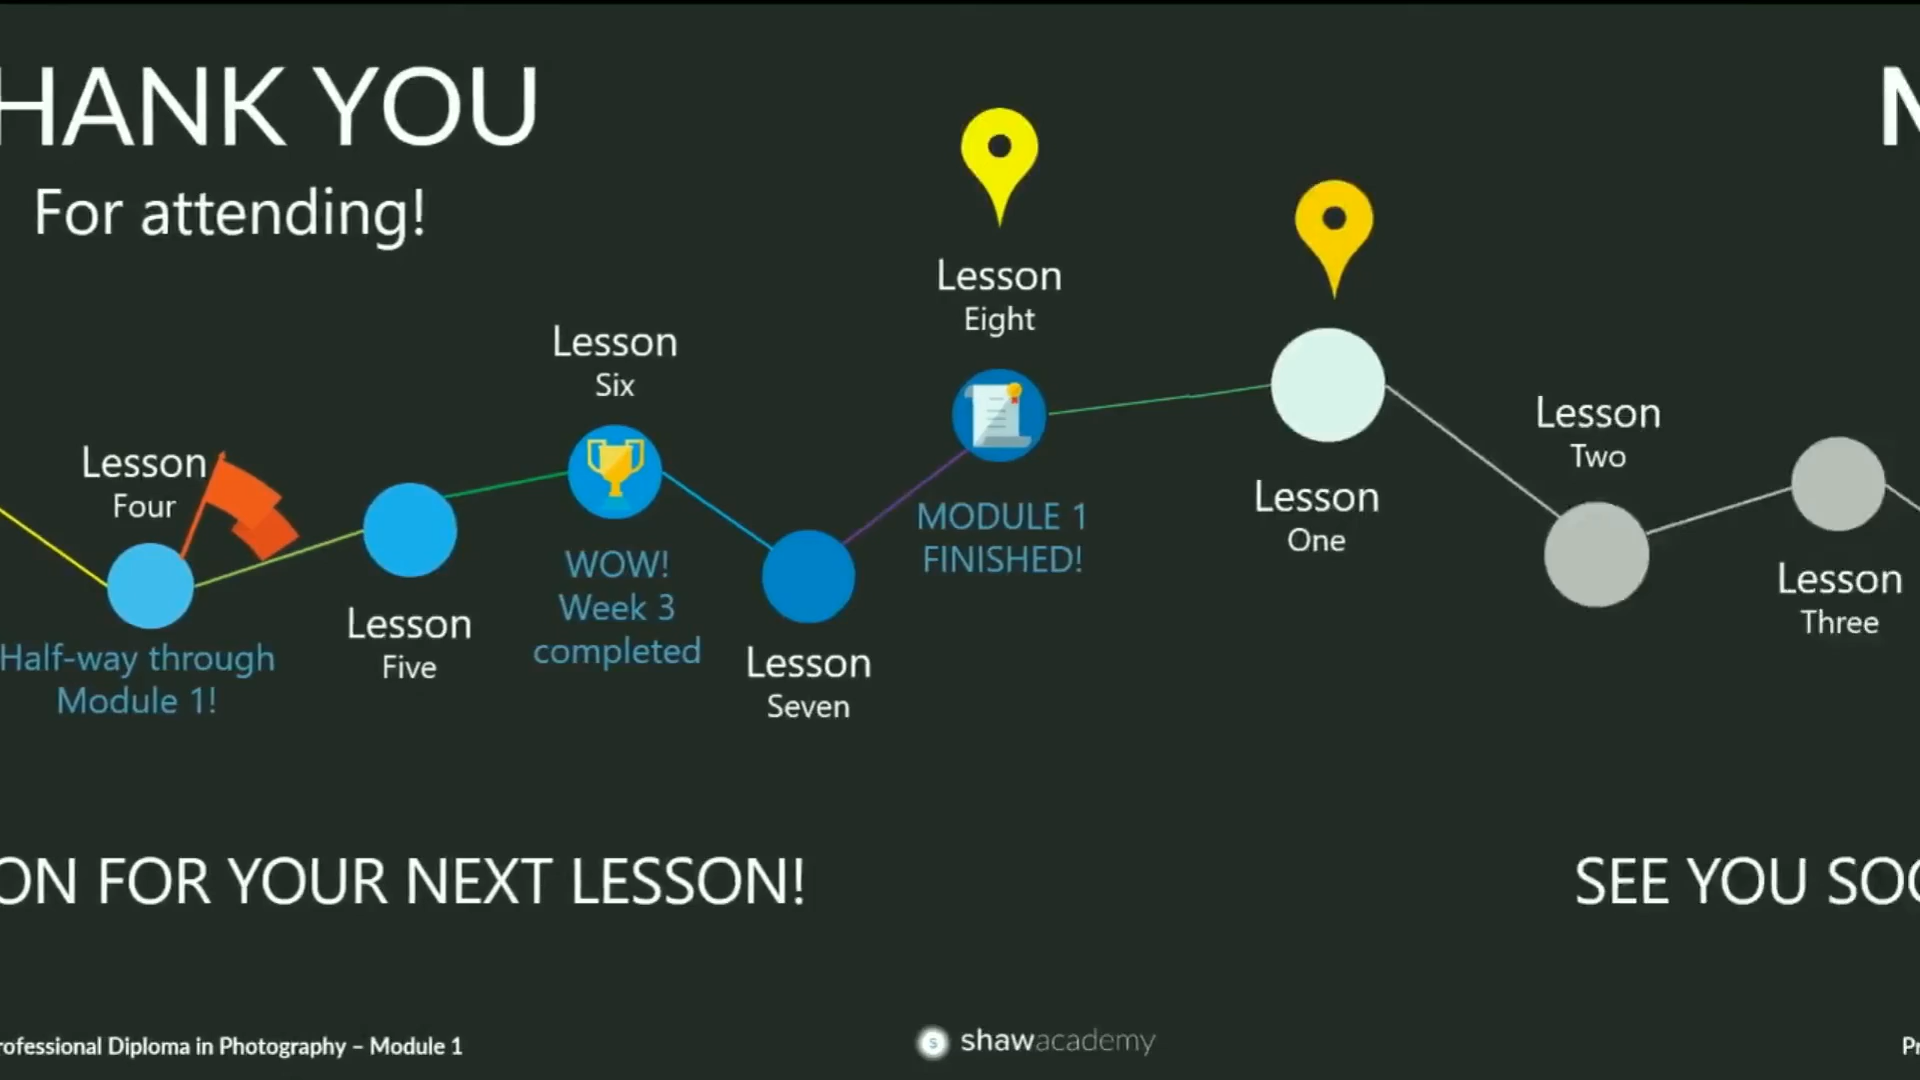 HANK YOU
For attending!
Lesson
Four
Half-way through
Module 1!
Lesson
Five
Lesson
Six
WOW!
Week 3
completed
Lesson
Seven
Lesson
Eight
MODULE 1
FINISHED!
Lesson
One
Lesson
Two
Lesson
Three
ON FOR YOUR NEXT LESSON!
SEE YOU SOO
rofessional Diploma in Photography – Module 1
s
shawacademy
Pr